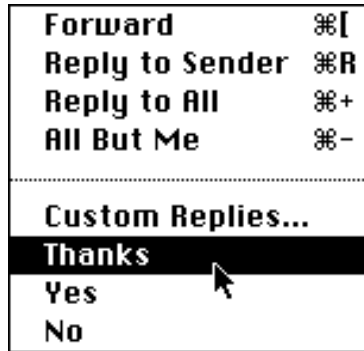 Forward ⌘[
Reply to Sender ⌘R
Reply to All ⌘+
All But Me ⌘-
Custom Replies...
Thanks
Yes
No